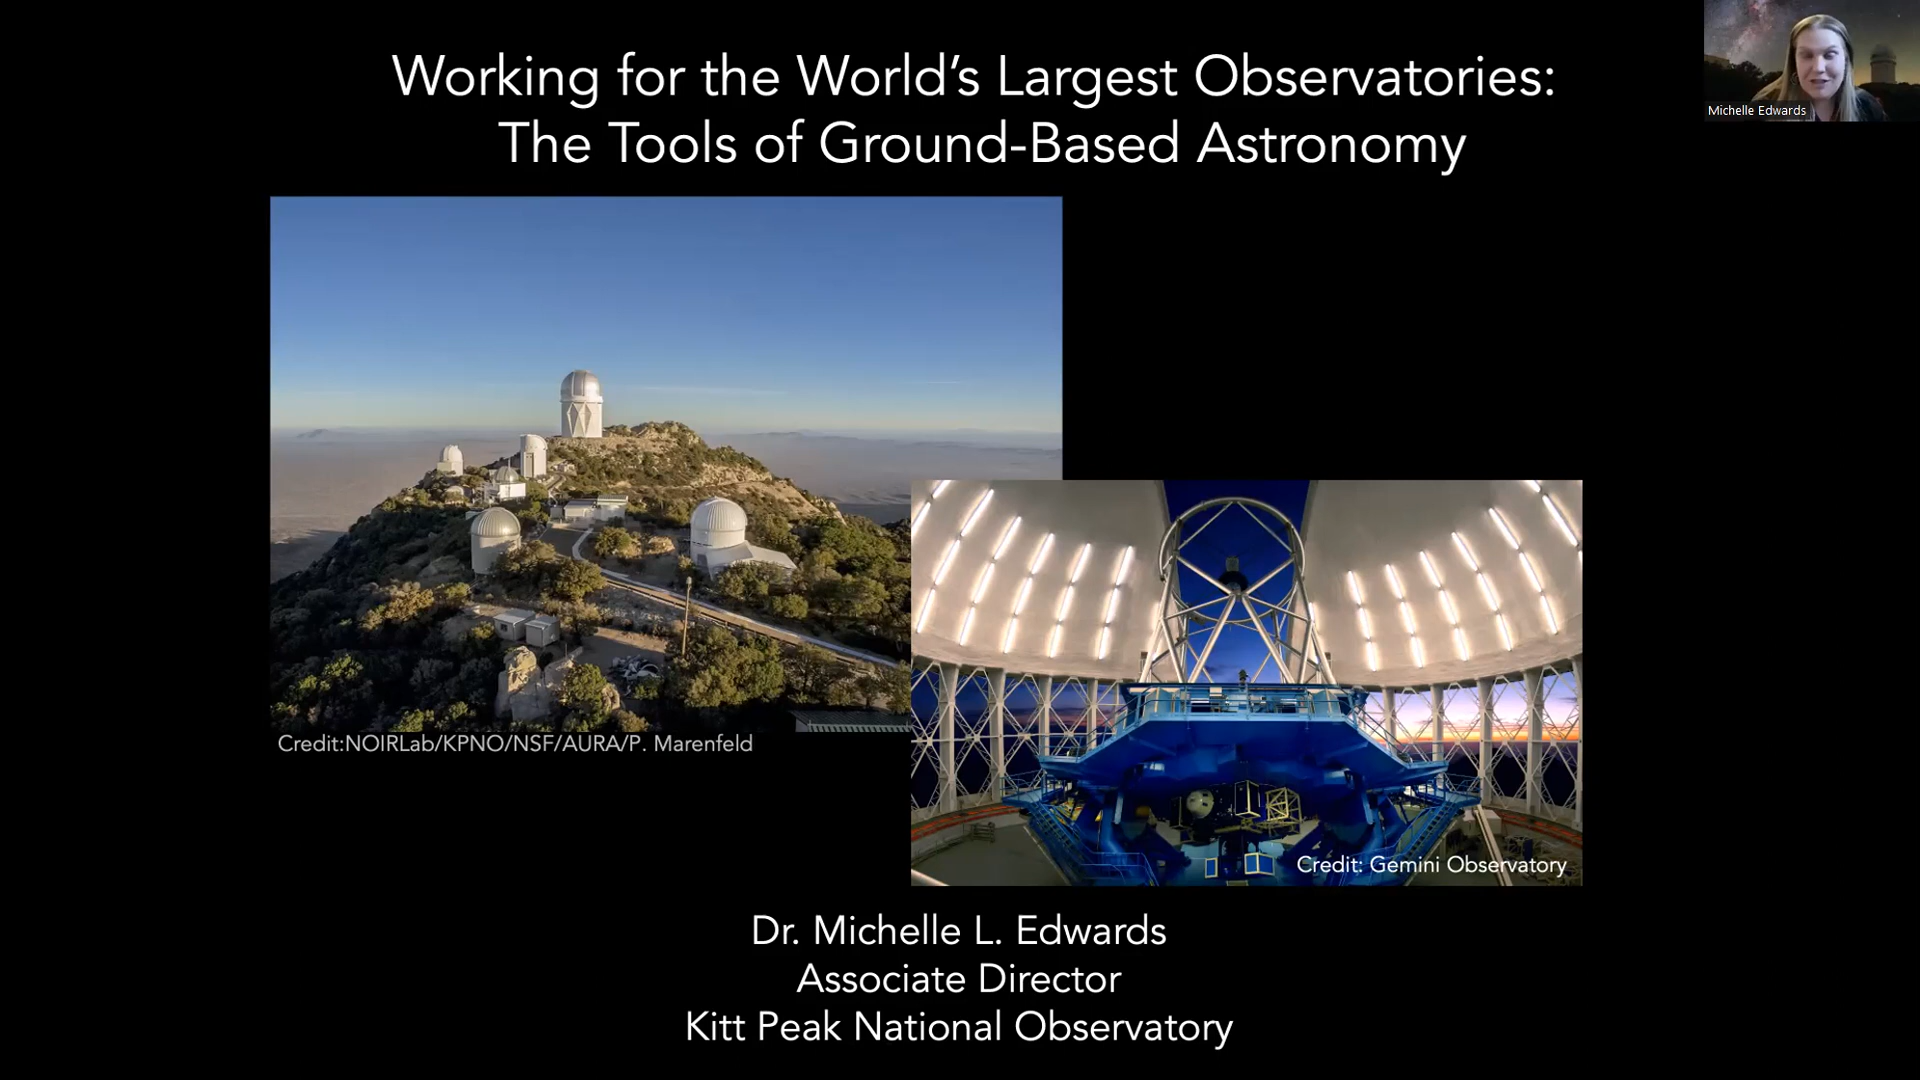 Working for the World's Largest Observatories:
The Tools of Ground-Based Astronomy
Michelle Edwards
Credit:NOIRLab/KPNO/NSF/AURA/P. Marenfeld
Credit: Gemini Observatory
Dr. Michelle L. Edwards
Associate Director
Kitt Peak National Observatory